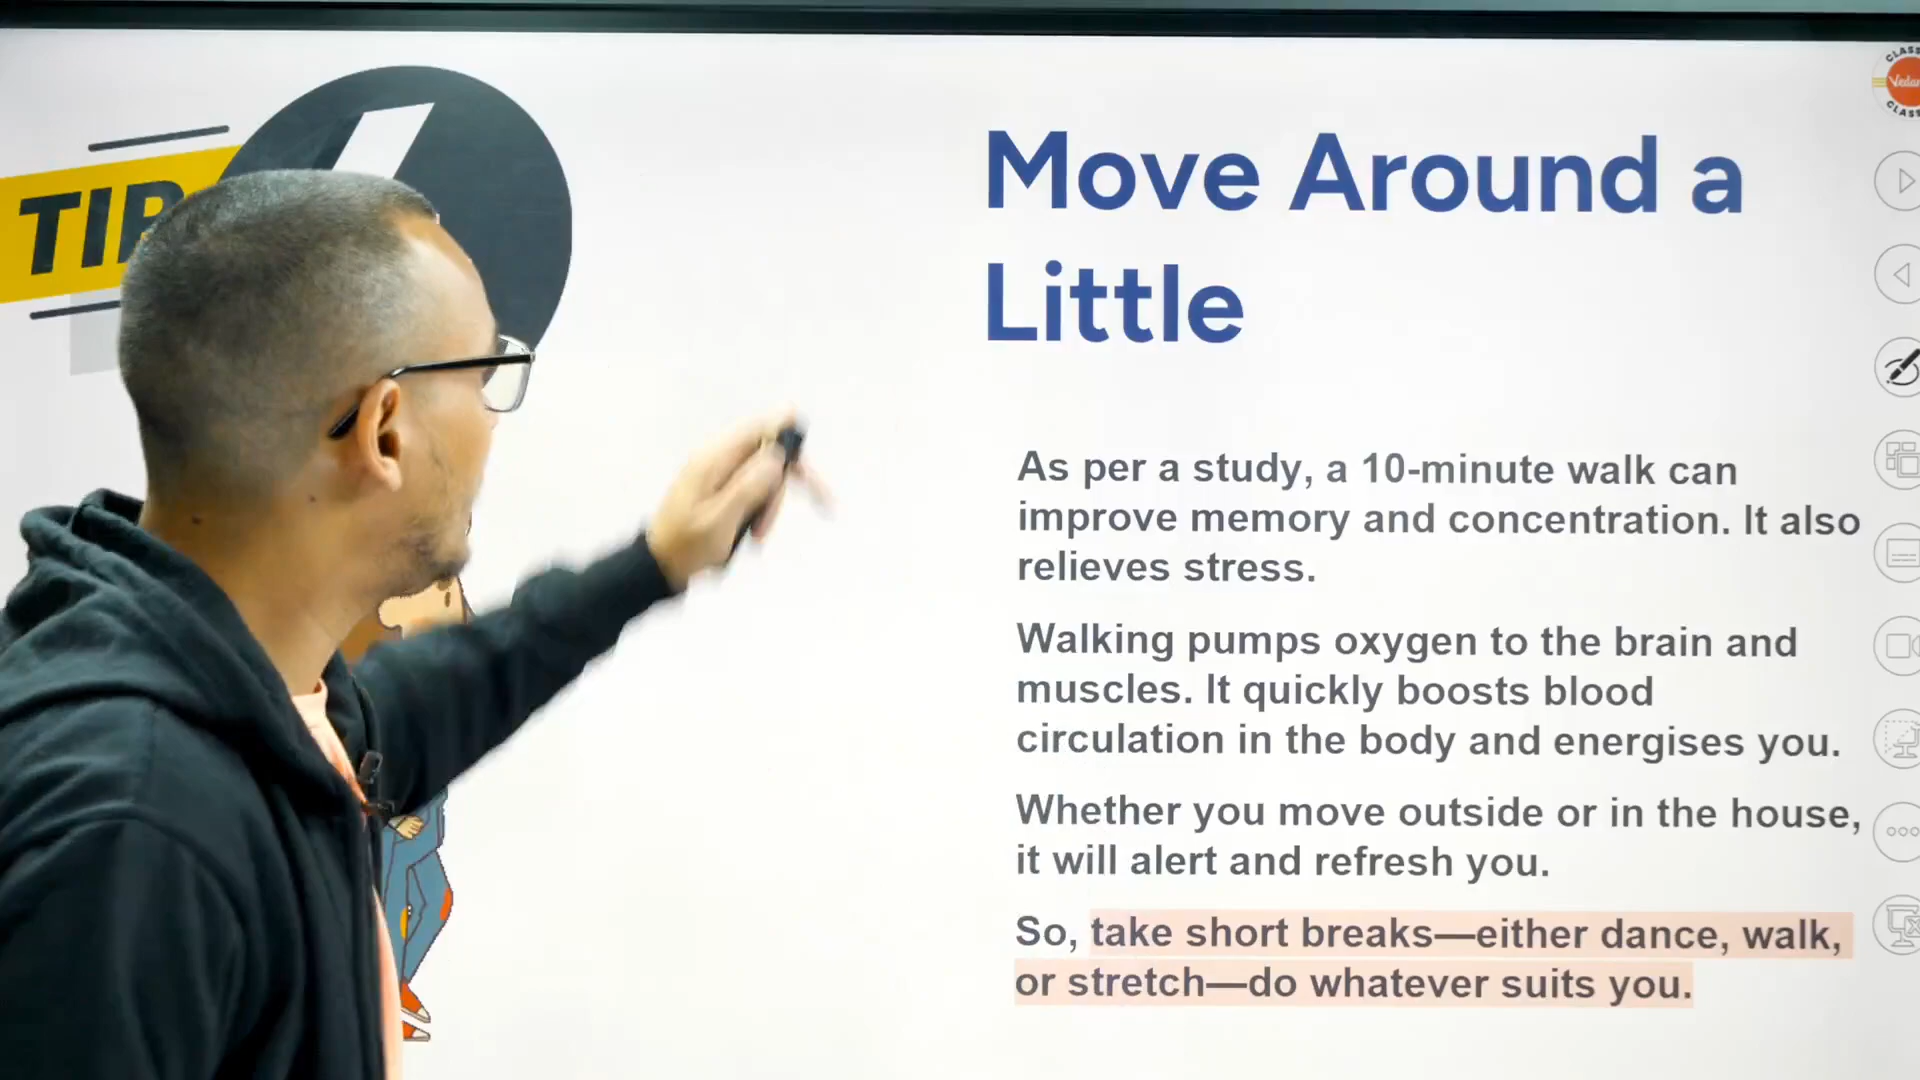 TIP
Move Around a
Little
As per a study, a 10-minute walk can
improve memory and concentration. It also
relieves stress.
Walking pumps oxygen to the brain and
muscles. It quickly boosts blood
circulation in the body and energises you.
Whether you move outside or in the house,
it will alert and refresh you.
So, take short breaks—either dance, walk,
or stretch—do whatever suits you.